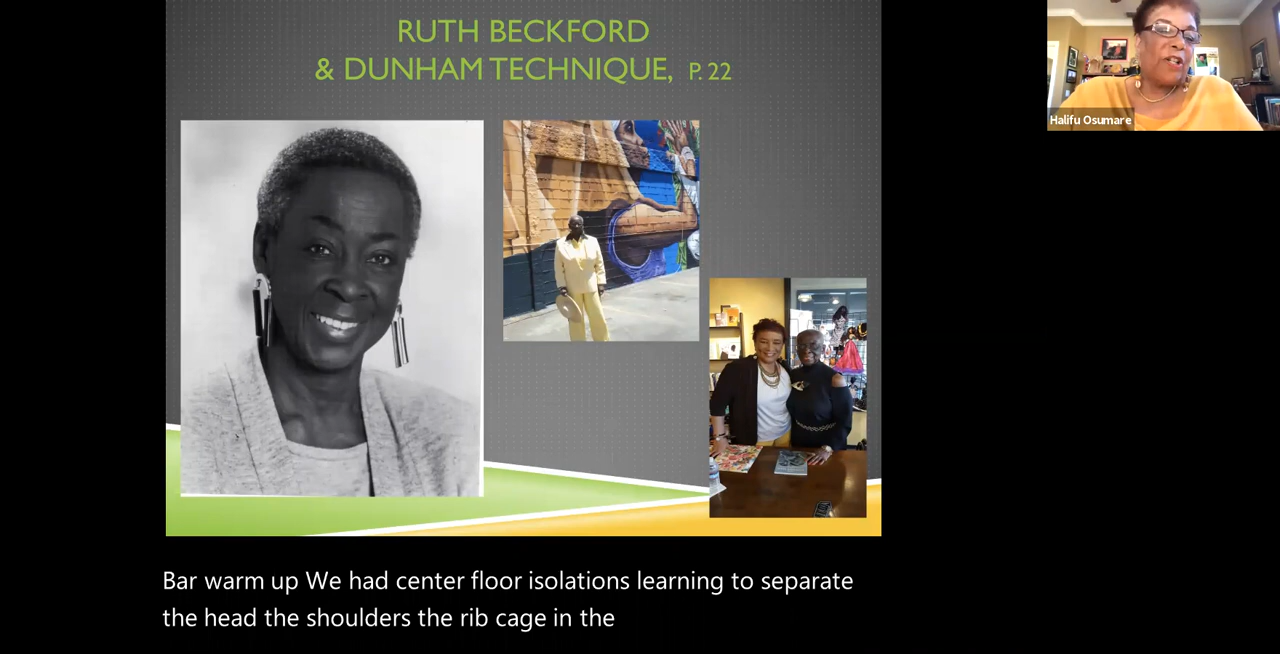 RUTH BECKFORD
& DUNHAM TECHNIQUE, P. 22
Halifu Osumare
Bar warm up We had center floor isolations learning to separate
the head the shoulders the rib cage in the